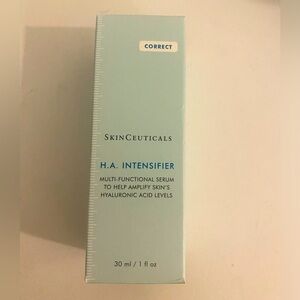 CORRECT
SKINCEUTICALS
H.A. INTENSIFIER
MULTI-FUNCTIONAL SERUM
TO HELP AMPLIFY SKIN'S
HYALURONIC ACID LEVELS
30 ml / 1 fl oz